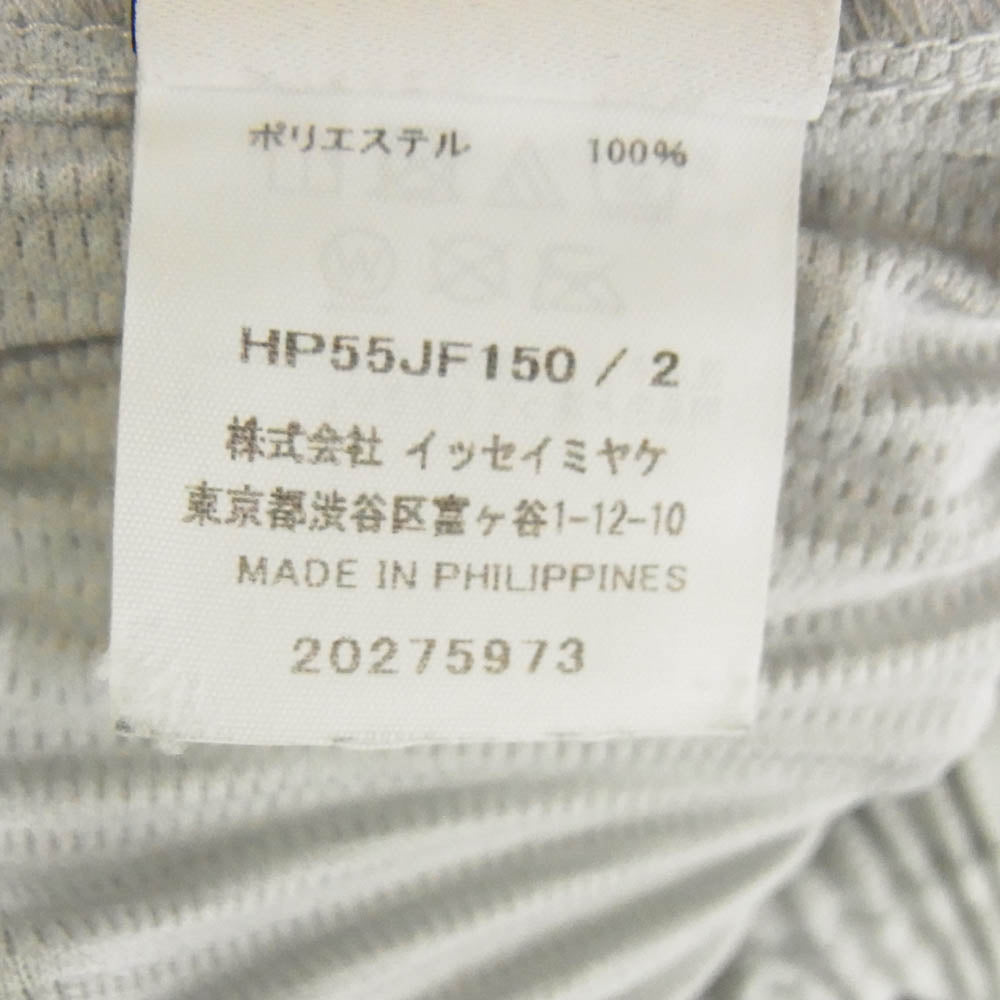 ポリエステル 100%
HP55JF150 / 2
株式会社 イッセイミヤケ
東京都渋谷区富ヶ谷1-12-10
MADE IN PHILIPPINES
20275973